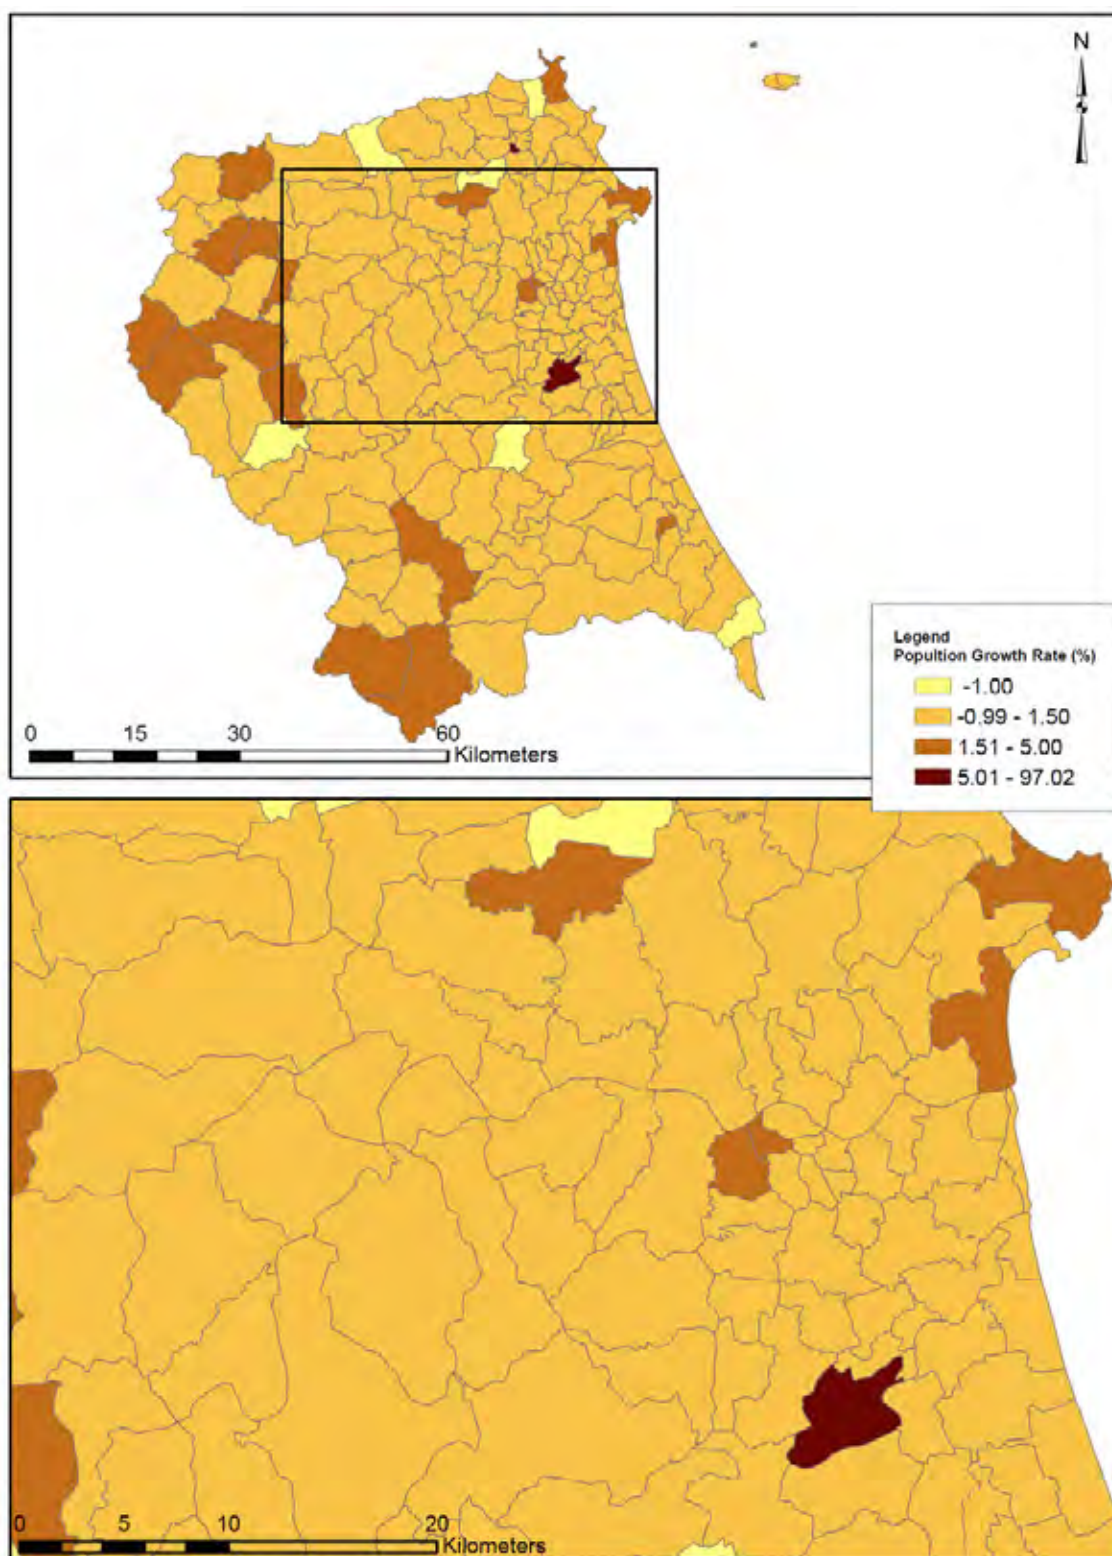 N
Legend
Popultion Growth Rate (%)
-1.00
-0.99 - 1.50
1.51 - 5.00
5.01 - 97.02
0 15 30 60
Kilometers
0 5 10 20
Kilometers